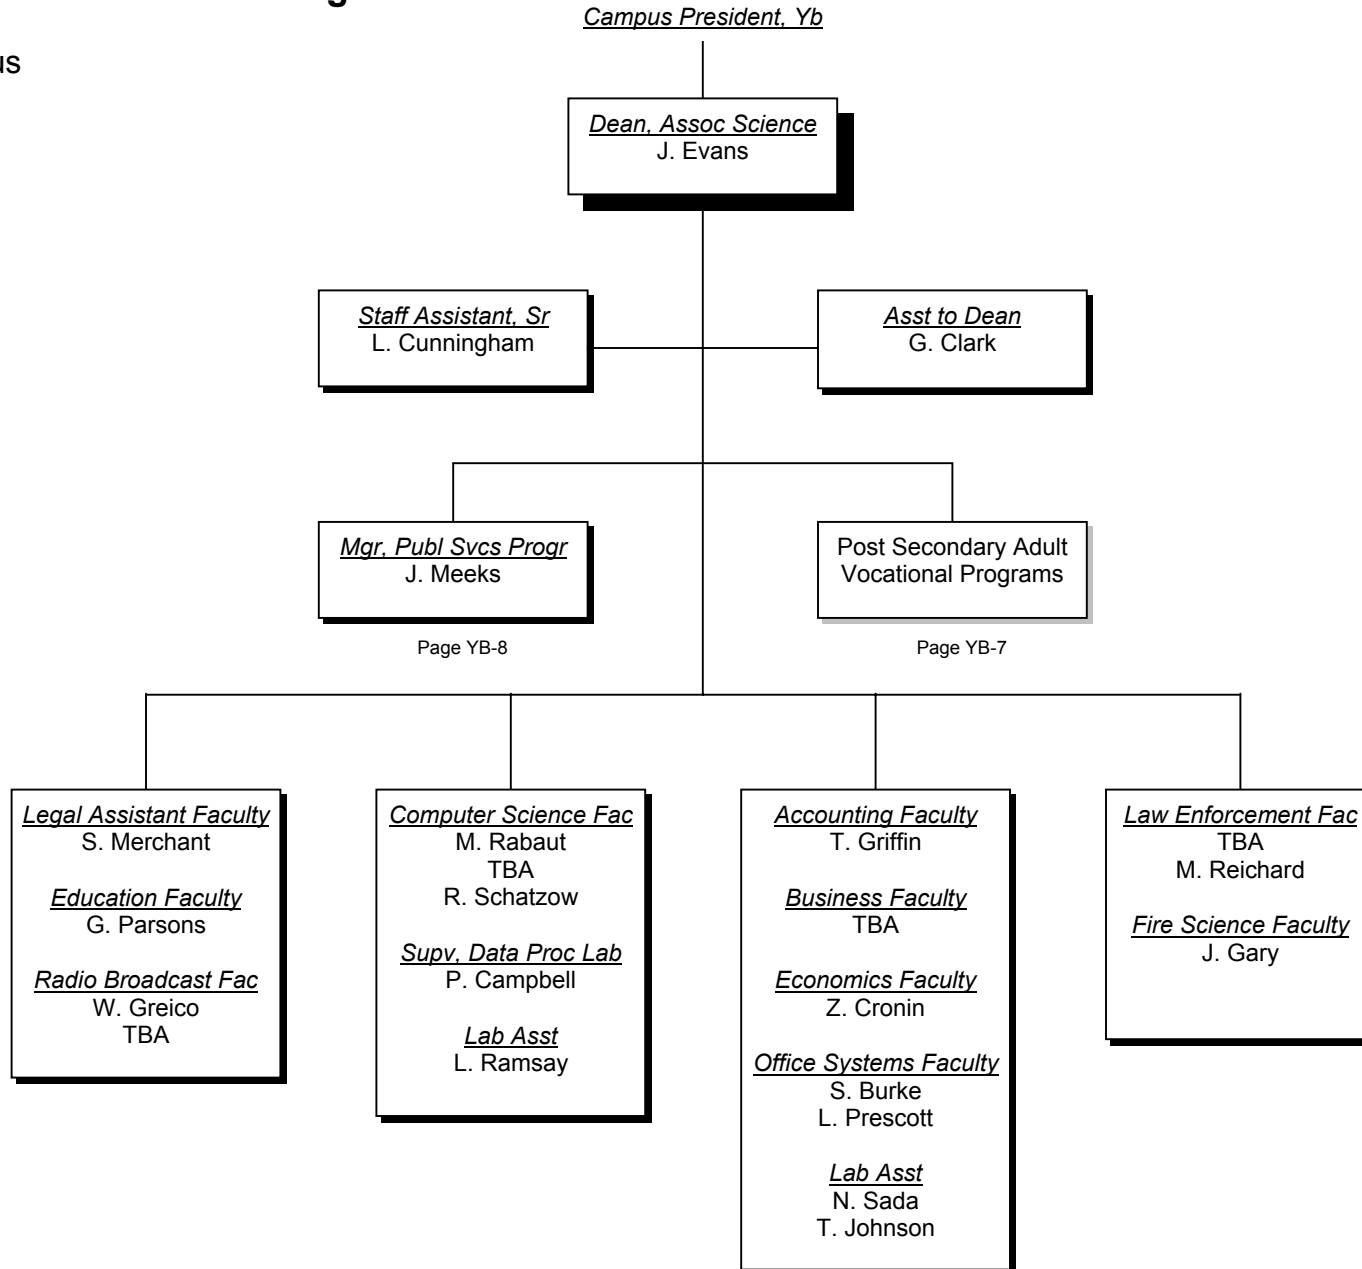 Campus President, Yb
Dean, Assoc Science
J. Evans
Staff Assistant, Sr
L. Cunningham
Asst to Dean
G. Clark
Mgr, Publ Svcs Progr
J. Meeks
Page YB-8
Post Secondary Adult
Vocational Programs
Page YB-7
Legal Assistant Faculty
S. Merchant
Education Faculty
G. Parsons
Radio Broadcast Fac
W. Greico
TBA
Computer Science Fac
M. Rabaut
TBA
R. Schatzow
Supv, Data Proc Lab
P. Campbell
Lab Asst
L. Ramsay
Accounting Faculty
T. Griffin
Business Faculty
TBA
Economics Faculty
Z. Cronin
Office Systems Faculty
S. Burke
L. Prescott
Lab Asst
N. Sada
T. Johnson
Law Enforcement Fac
TBA
M. Reichard
Fire Science Faculty
J. Gary